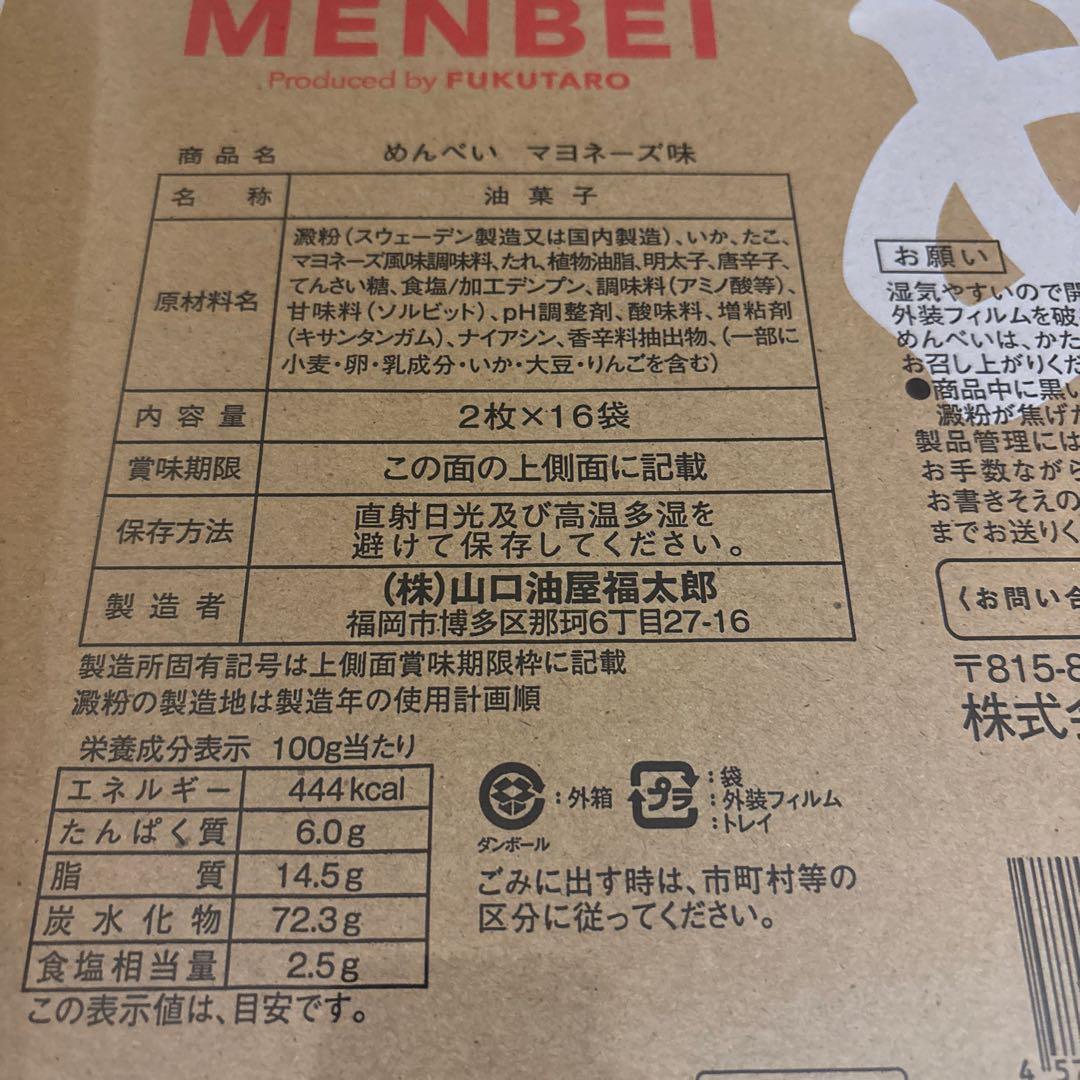 MENBEI
Produced by FUKUTARO
商品名 めんべい マヨネーズ味
名称 油菓子
原材料名
澱粉(スウェーデン製造又は国内製造)、いか、たこ、
マヨネーズ風味調味料、たれ、植物油脂、明太子、唐辛子、
てんさい糖、食塩/加工デンプン、調味料(アミノ酸等)、
甘味料(ソルビット)、pH調整剤、酸味料、増粘剤
(キサンタンガム)、ナイアシン、香辛料抽出物、(一部に
小麦・卵・乳成分・いか・大豆・りんごを含む)
内容量 2枚×16袋
賞味期限 この面の上側面に記載
保存方法
直射日光及び高温多湿を
避けて保存してください。
製造者
(株)山口油屋福太郎
福岡市博多区那珂6丁目27-16
製造所固有記号は上側面賞味期限枠に記載
澱粉の製造地は製造年の使用計画順
栄養成分表示 100g当たり
エネルギー 444kcal
たんぱく質 6.0g
脂質 14.5g
炭水化物 72.3g
食塩相当量 2.5g
この表示値は、目安です。
ダンボール
:外箱
プラ
:袋
:外装フィルム
:トレイ
ごみに出す時は、市町村等の
区分に従ってください。
お願い
湿気やすいので開
外装フィルムを破
めんべいは、かた
お召し上がりくだ
●商品中に黒い
澱粉が焦げた
製品管理には
お手数ながら
お書きそえの
までお送りく
〈お問い合
〒815-8
株式会
4 57